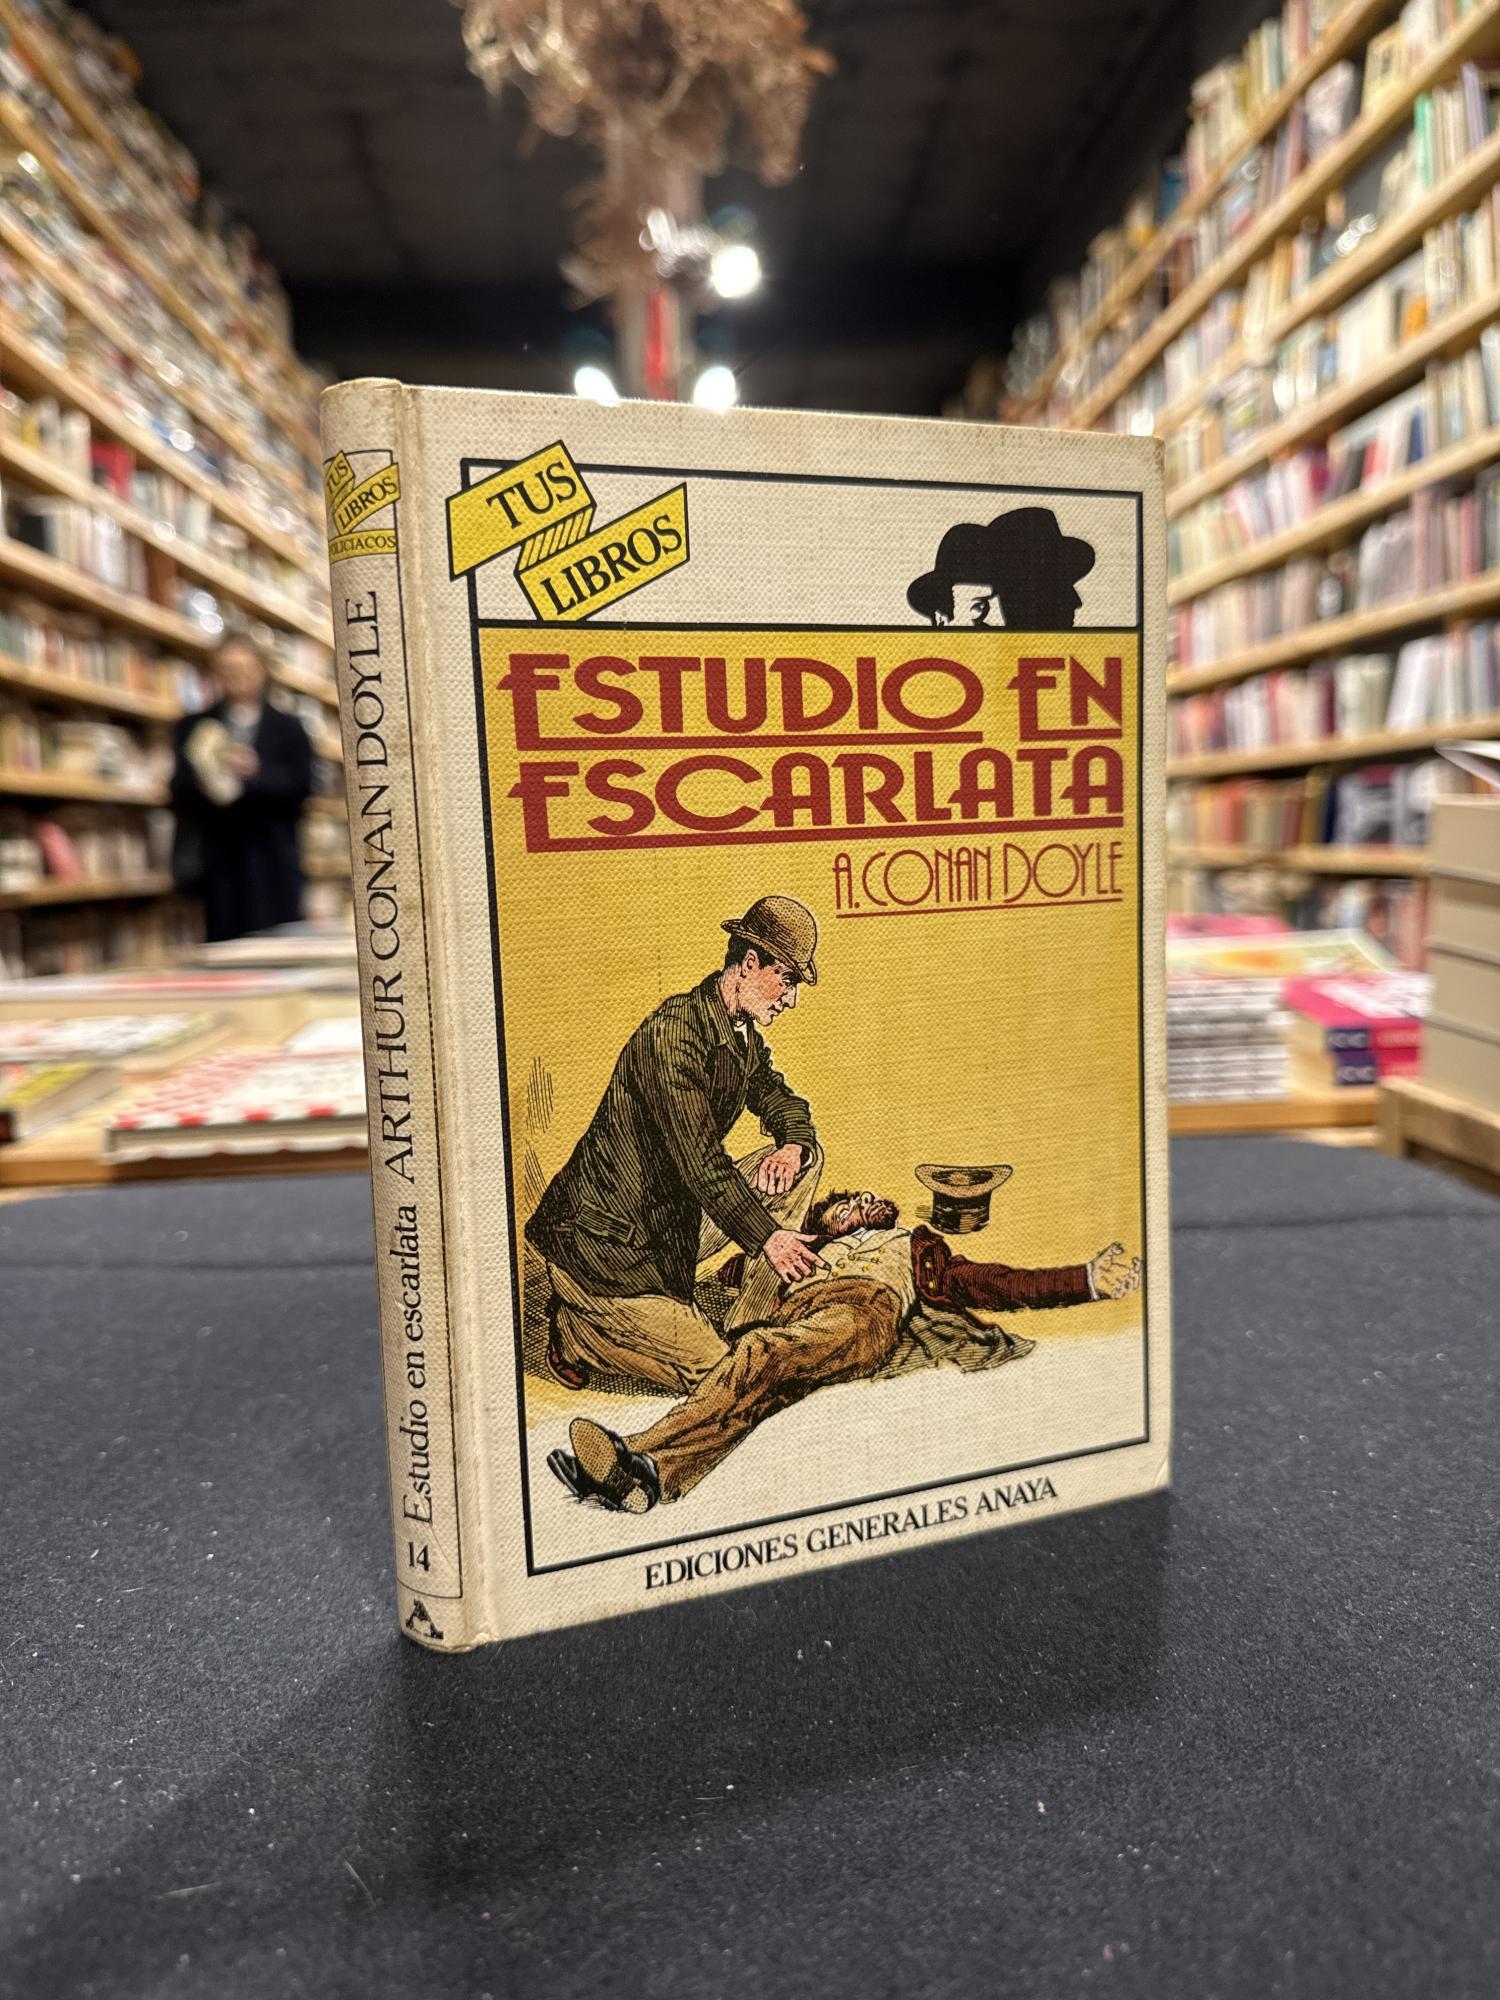 TUS
LIBROS
ESTUDIO EN
ESCARLATA
A. CONAN DOYLE
EDICIONES GENERALES ANAYA
TUS
LIBROS
POLICIACOS
ARTHUR CONAN DOYLE
Estudio en escarlata
14
A